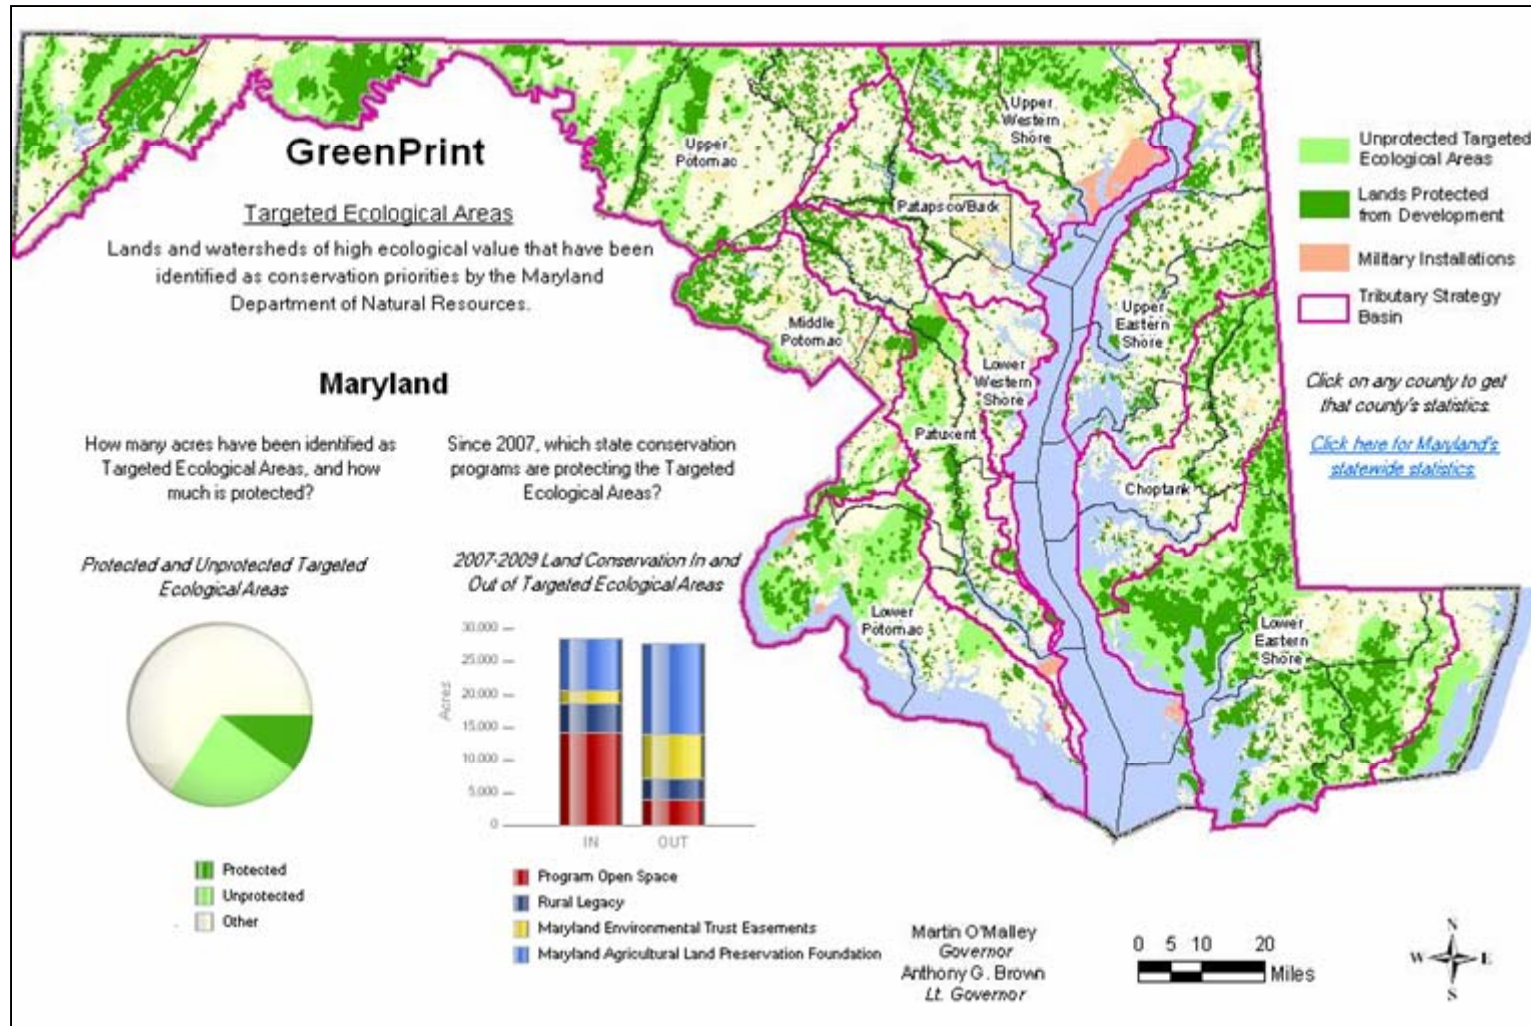 GreenPrint
Targeted Ecological Areas
Lands and watersheds of high ecological value that have been
identified as conservation priorities by the Maryland
Department of Natural Resources.
Maryland
How many acres have been identified as
Targeted Ecological Areas, and how
much is protected?
Protected and Unprotected Targeted
Ecological Areas
Protected
Unprotected
Other
Since 2007, which state conservation
programs are protecting the Targeted
Ecological Areas?
2007-2009 Land Conservation In and
Out of Targeted Ecological Areas
Acres
30,000
25,000
20,000
15,000
10,000
5,000
0
IN
OUT
Program Open Space
Rural Legacy
Maryland Environmental Trust Easements
Maryland Agricultural Land Preservation Foundation
Upper
Potomac
Upper
Western
Shore
Patapsco/Back
Middle
Potomac
Upper
Eastern
Shore
Lower
Western
Shore
Patuxent
Choptank
Lower
Potomac
Lower
Eastern
Shore
Unprotected Targeted
Ecological Areas
Lands Protected
from Development
Military Installations
Tributary Strategy
Basin
Click on any county to get
that county's statistics.
Click here for Maryland's
statewide statistics.
Martin O'Malley
Governor
Anthony G. Brown
Lt. Governor
0 5 10 20
Miles
N
W E
S